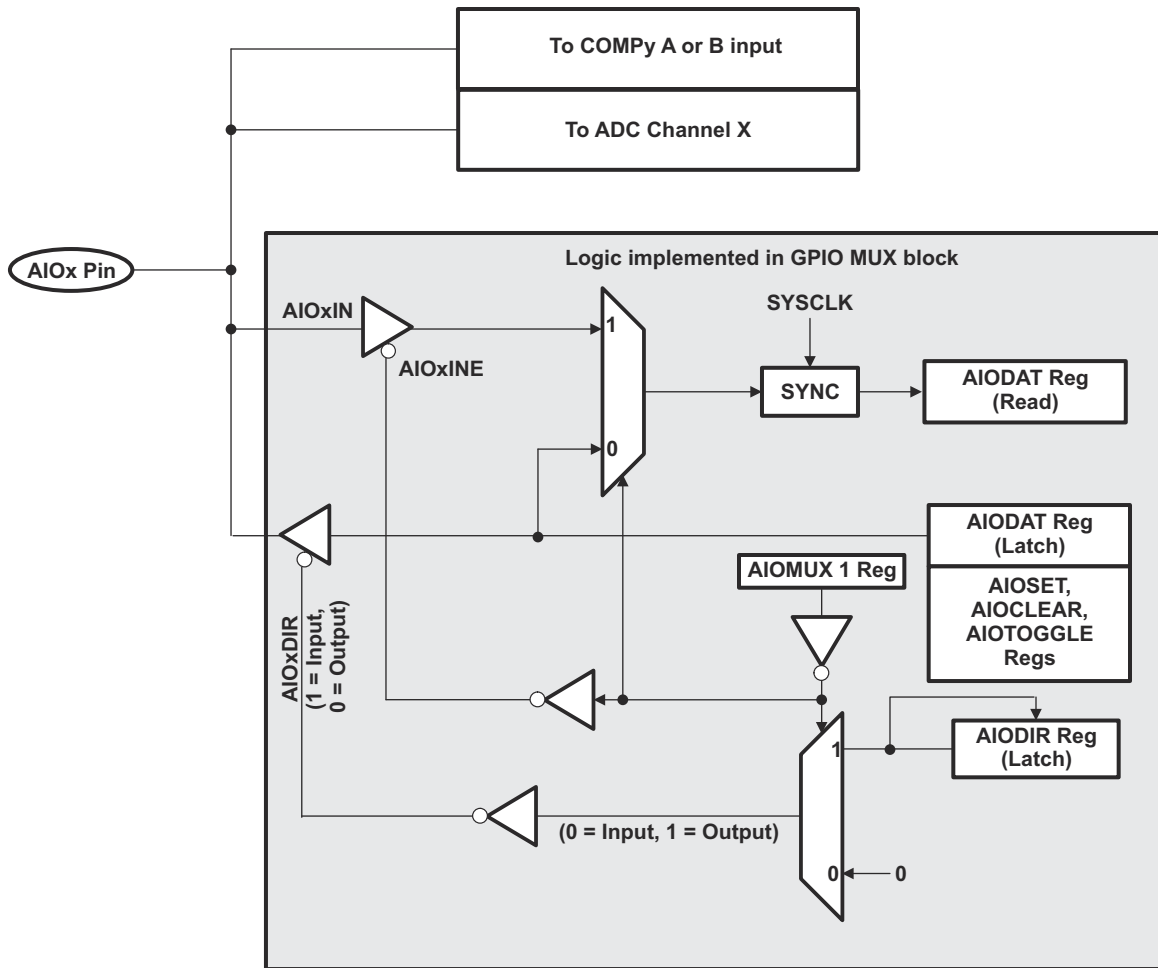 To COMPy A or B input
To ADC Channel X
AIOx Pin
Logic implemented in GPIO MUX block
AIOxIN
AIOxINE
1
0
SYSCLK
SYNC
AIODAT Reg
(Read)
AIODAT Reg
(Latch)
AIOSET,
AIOCLEAR,
AIOTOGGLE
Regs
AIOMUX 1 Reg
AIOxDIR
(1 = Input,
0 = Output)
1
AIODIR Reg
(Latch)
(0 = Input, 1 = Output)
0
0